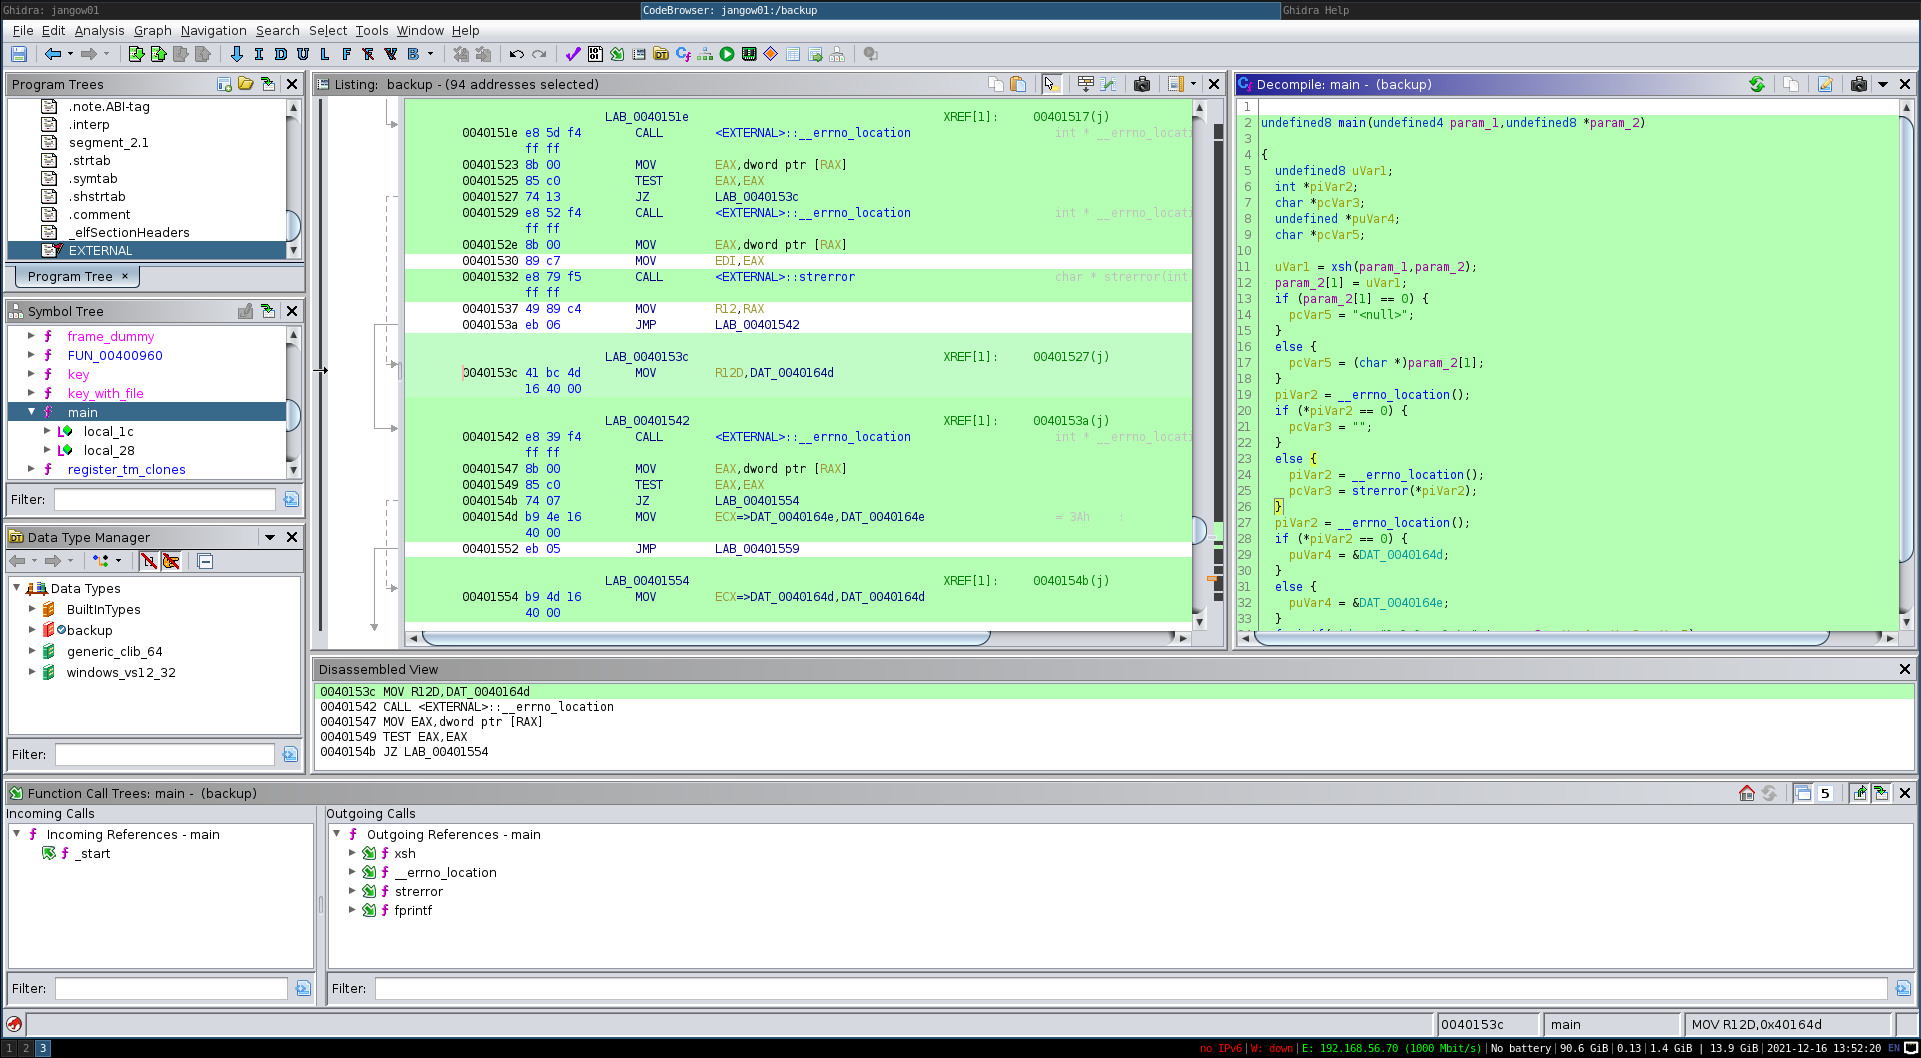 Ghidra: jangow01
CodeBrowser: jangow01:/backup
Ghidra Help
File Edit Analysis Graph Navigation Search Select Tools Window Help
I D U L F B
Program Trees
.note.ABI-tag
.interp
segment_2.1
.strtab
.symtab
.shstrtab
.comment
_elfSectionHeaders
EXTERNAL
Program Tree ×
Symbol Tree
frame_dummy
FUN_00400960
key
key_with_file
main
local_1c
local_28
register_tm_clones
Filter:
Data Type Manager
Data Types
BuiltInTypes
backup
generic_clib_64
windows_vs12_32
Filter:
Listing: backup - (94 addresses selected)
LAB_0040151e XREF[1]: 00401517(j)
0040151e e8 5d f4 CALL <EXTERNAL>::__errno_location int * __errno_locati
ff ff
00401523 8b 00 MOV EAX,dword ptr [RAX]
00401525 85 c0 TEST EAX,EAX
00401527 74 13 JZ LAB_0040153c
00401529 e8 52 f4 CALL <EXTERNAL>::__errno_location int * __errno_locati
ff ff
0040152e 8b 00 MOV EAX,dword ptr [RAX]
00401530 89 c7 MOV EDI,EAX
00401532 e8 79 f5 CALL <EXTERNAL>::strerror char * strerror(int
ff ff
00401537 49 89 c4 MOV R12,RAX
0040153a eb 06 JMP LAB_00401542
LAB_0040153c XREF[1]: 00401527(j)
0040153c 41 bc 4d MOV R12D,DAT_0040164d
16 40 00
LAB_00401542 XREF[1]: 0040153a(j)
00401542 e8 39 f4 CALL <EXTERNAL>::__errno_location int * __errno_locati
ff ff
00401547 8b 00 MOV EAX,dword ptr [RAX]
00401549 85 c0 TEST EAX,EAX
0040154b 74 07 JZ LAB_00401554
0040154d b9 4e 16 MOV ECX=>DAT_0040164e,DAT_0040164e = 3Ah :
40 00
00401552 eb 05 JMP LAB_00401559
LAB_00401554 XREF[1]: 0040154b(j)
00401554 b9 4d 16 MOV ECX=>DAT_0040164d,DAT_0040164d
40 00
Decompile: main - (backup)
1
2 undefined8 main(undefined4 param_1,undefined8 *param_2)
3
4 {
5 undefined8 uVar1;
6 int *piVar2;
7 char *pcVar3;
8 undefined *puVar4;
9 char *pcVar5;
10
11 uVar1 = xsh(param_1,param_2);
12 param_2[1] = uVar1;
13 if (param_2[1] == 0) {
14 pcVar5 = "<null>";
15 }
16 else {
17 pcVar5 = (char *)param_2[1];
18 }
19 piVar2 = __errno_location();
20 if (*piVar2 == 0) {
21 pcVar3 = "";
22 }
23 else {
24 piVar2 = __errno_location();
25 pcVar3 = strerror(*piVar2);
26 }
27 piVar2 = __errno_location();
28 if (*piVar2 == 0) {
29 puVar4 = &DAT_0040164d;
30 }
31 else {
32 puVar4 = &DAT_0040164e;
33 }
Disassembled View
0040153c MOV R12D,DAT_0040164d
00401542 CALL <EXTERNAL>::__errno_location
00401547 MOV EAX,dword ptr [RAX]
00401549 TEST EAX,EAX
0040154b JZ LAB_00401554
Function Call Trees: main - (backup)
5
Incoming Calls
Incoming References - main
_start
Filter:
Outgoing Calls
Outgoing References - main
xsh
__errno_location
strerror
fprintf
Filter:
0040153c main MOV R12D,0x40164d
1 2 3
no IPv6|W: down|E: 192.168.56.70 (1000 Mbit/s)|No battery|90.6 GiB|0.13|1.4 GiB | 13.9 GiB|2021-12-16 13:52:20 EN